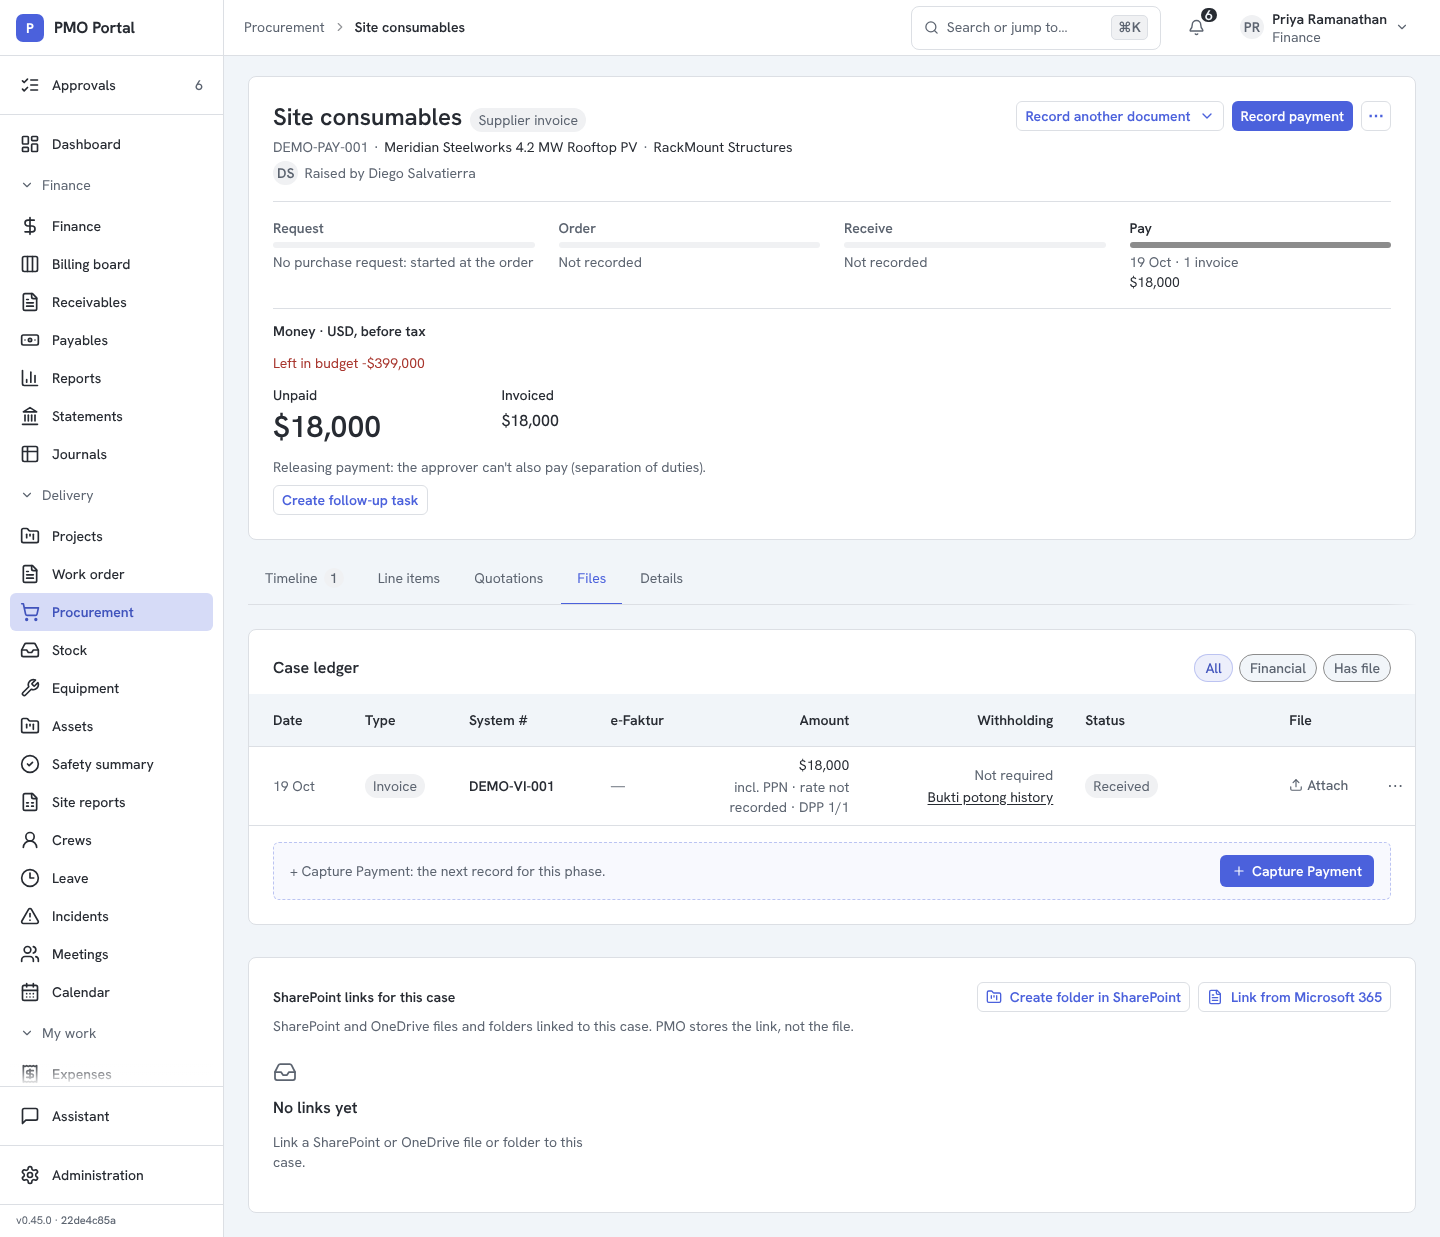 P PMO Portal
Procurement > Site consumables
Search or jump to... ⌘K
6
PR Priya Ramanathan
Finance
Approvals 6
Dashboard
Finance
Finance
Billing board
Receivables
Payables
Reports
Statements
Journals
Delivery
Projects
Work order
Procurement
Stock
Equipment
Assets
Safety summary
Site reports
Crews
Leave
Incidents
Meetings
Calendar
My work
Expenses
Assistant
Administration
v0.45.0 · 22de4c85a
Site consumables Supplier invoice
Record another document Record payment ...
DEMO-PAY-001 · Meridian Steelworks 4.2 MW Rooftop PV · RackMount Structures
DS Raised by Diego Salvatierra
Request Order Receive Pay
No purchase request: started at the order Not recorded Not recorded 19 Oct · 1 invoice
$18,000
Money · USD, before tax
Left in budget -$399,000
Unpaid Invoiced
$18,000 $18,000
Releasing payment: the approver can't also pay (separation of duties).
Create follow-up task
Timeline 1 Line items Quotations Files Details
Case ledger All Financial Has file
Date Type System # e-Faktur Amount Withholding Status File
19 Oct Invoice DEMO-VI-001 — $18,000
incl. PPN · rate not
recorded · DPP 1/1
Not required
Bukti potong history
Received Attach ...
+ Capture Payment: the next record for this phase. + Capture Payment
SharePoint links for this case Create folder in SharePoint Link from Microsoft 365
SharePoint and OneDrive files and folders linked to this case. PMO stores the link, not the file.
No links yet
Link a SharePoint or OneDrive file or folder to this
case.